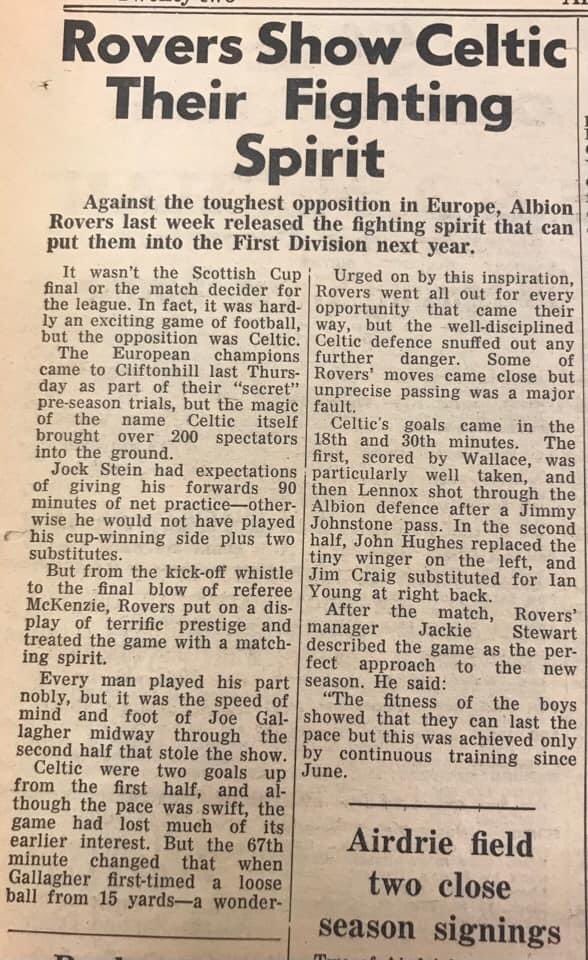 Rovers Show Celtic
Their Fighting
Spirit
Against the toughest opposition in Europe, Albion
Rovers last week released the fighting spirit that can
put them into the First Division next year.
It wasn't the Scottish Cup
final or the match decider for
the league. In fact, it was hard-
ly an exciting game of football,
but the opposition was Celtic.
The European champions
came to Cliftonhill last Thurs-
day as part of their "secret"
pre-season trials, but the magic
of the name Celtic itself
brought over 200 spectators
into the ground.
Jock Stein had expectations
of giving his forwards 90
minutes of net practice—other-
wise he would not have played
his cup-winning side plus two
substitutes.
But from the kick-off whistle
to the final blow of referee
McKenzie, Rovers put on a dis-
play of terrific prestige and
treated the game with a match-
ing spirit.
Every man played his part
nobly, but it was the speed of
mind and foot of Joe Gal-
lagher midway through the
second half that stole the show.
Celtic were two goals up
from the first half, and al-
though the pace was swift, the
game had lost much of its
earlier interest. But the 67th
minute changed that when
Gallagher first-timed a loose
ball from 15 yards—a wonder-
Urged on by this inspiration,
Rovers went all out for every
opportunity that came their
way, but the well-disciplined
Celtic defence snuffed out any
further danger. Some of
Rovers' moves came close but
unprecise passing was a major
fault.
Celtic's goals came in the
18th and 30th minutes. The
first, scored by Wallace, was
particularly well taken, and
then Lennox shot through the
Albion defence after a Jimmy
Johnstone pass. In the second
half, John Hughes replaced the
tiny winger on the left, and
Jim Craig substituted for Ian
Young at right back.
After the match, Rovers'
manager Jackie Stewart
described the game as the per-
fect approach to the new
season. He said:
"The fitness of the boys
showed that they can last the
pace but this was achieved only
by continuous training since
June.
Airdrie field
two close
season signings